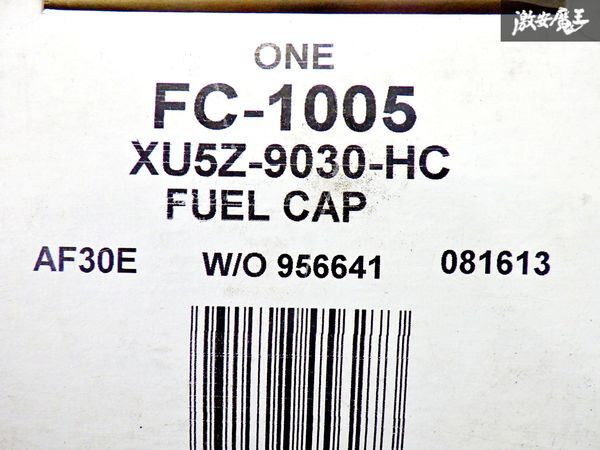 激安魔王
ONE
FC-1005
XU5Z-9030-HC
FUEL CAP
AF30E W/O 956641 081613